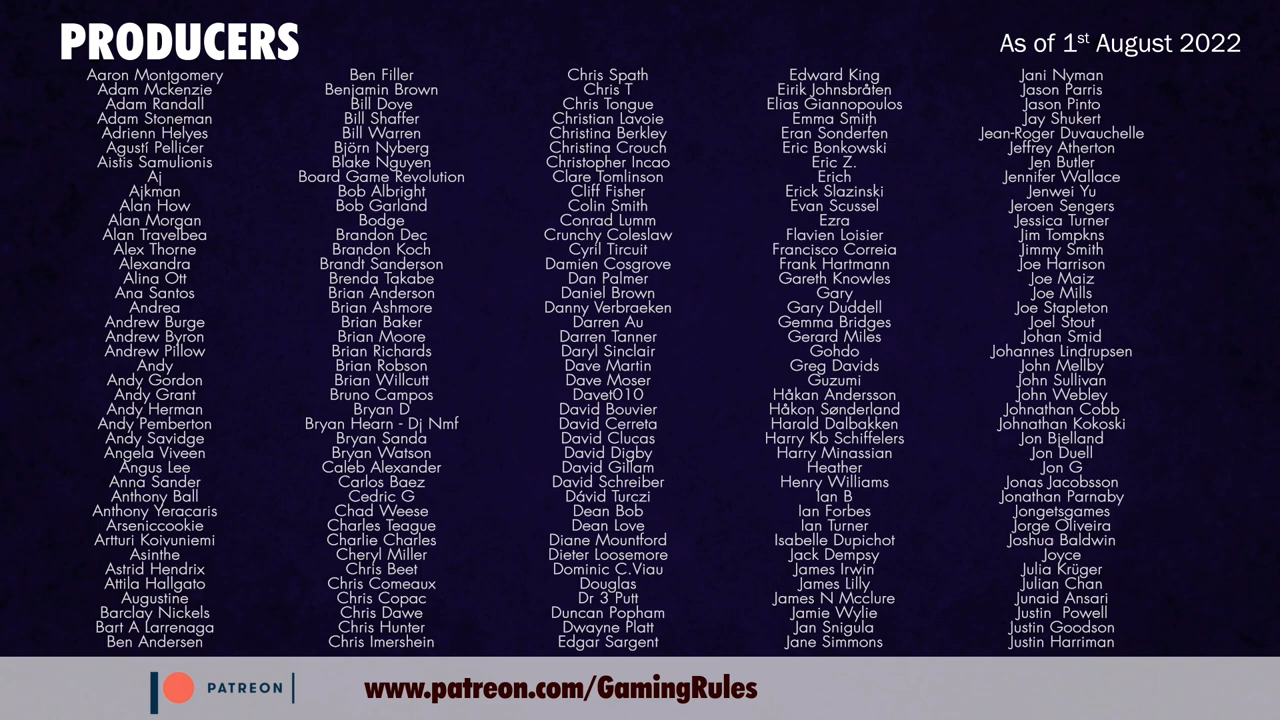 PRODUCERS
As of 1st August 2022
Aaron Montgomery
Adam Mckenzie
Adam Randall
Adam Stoneman
Adrienn Helyes
Agustí Pellicer
Aistis Samulionis
Aj
Ajkman
Alan How
Alan Morgan
Alan Travelbea
Alex Thorne
Alexandra
Alina Ott
Ana Santos
Andrea
Andrew Burge
Andrew Byron
Andrew Pillow
Andy
Andy Gordon
Andy Grant
Andy Herman
Andy Pemberton
Andy Savidge
Angela Viveen
Angus Lee
Anna Sander
Anthony Ball
Anthony Yeracaris
Arseniccookie
Artturi Koivuniemi
Asinthe
Astrid Hendrix
Attila Hallgato
Augustine
Barclay Nickels
Bart A Larrenaga
Ben Andersen
Ben Filler
Benjamin Brown
Bill Dove
Bill Shaffer
Bill Warren
Björn Nyberg
Blake Nguyen
Board Game Revolution
Bob Albright
Bob Garland
Bodge
Brandon Dec
Brandon Koch
Brandt Sanderson
Brenda Takabe
Brian Anderson
Brian Ashmore
Brian Baker
Brian Moore
Brian Richards
Brian Robson
Brian Willcutt
Bruno Campos
Bryan D
Bryan Hearn - Dj Nmf
Bryan Sanda
Bryan Watson
Caleb Alexander
Carlos Baez
Cedric G
Chad Weese
Charles Teague
Charlie Charles
Cheryl Miller
Chris Beet
Chris Comeaux
Chris Copac
Chris Dawe
Chris Hunter
Chris Imershein
Chris Spath
Chris T
Chris Tongue
Christian Lavoie
Christina Berkley
Christina Crouch
Christopher Incao
Clare Tomlinson
Cliff Fisher
Colin Smith
Conrad Lumm
Crunchy Coleslaw
Cyril Tircuit
Damien Cosgrove
Dan Palmer
Daniel Brown
Danny Verbraeken
Darren Au
Darren Tanner
Daryl Sinclair
Dave Martin
Dave Moser
Davet010
David Bouvier
David Cerreta
David Clucas
David Digby
David Gillam
David Schreiber
Dávid Turczi
Dean Bob
Dean Love
Diane Mountford
Dieter Loosemore
Dominic C.Viau
Douglas
Dr 3 Putt
Duncan Popham
Dwayne Platt
Edgar Sargent
Edward King
Eirik Johnsbråten
Elias Giannopoulos
Emma Smith
Eran Sonderfen
Eric Bonkowski
Eric Z.
Erich
Erick Slazinski
Evan Scussel
Ezra
Flavien Loisier
Francisco Correia
Frank Hartmann
Gareth Knowles
Gary
Gary Duddell
Gemma Bridges
Gerard Miles
Gohdo
Greg Davids
Guzumi
Håkan Andersson
Håkon Sønderland
Harald Dalbakken
Harry Kb Schiffelers
Harry Minassian
Heather
Henry Williams
Ian B
Ian Forbes
Ian Turner
Isabelle Dupichot
Jack Dempsy
James Irwin
James Lilly
James N Mcclure
Jamie Wylie
Jan Snigula
Jane Simmons
Jani Nyman
Jason Parris
Jason Pinto
Jay Shukert
Jean-Roger Duvauchelle
Jeffrey Atherton
Jen Butler
Jennifer Wallace
Jenwei Yu
Jeroen Sengers
Jessica Turner
Jim Tompkns
Jimmy Smith
Joe Harrison
Joe Maiz
Joe Mills
Joe Stapleton
Joel Stout
Johan Smid
Johannes Lindrupsen
John Mellby
John Sullivan
John Webley
Johnathan Cobb
Johnathan Kokoski
Jon Bjelland
Jon Duell
Jon G
Jonas Jacobsson
Jonathan Parnaby
Jongetsgames
Jorge Oliveira
Joshua Baldwin
Joyce
Julia Krüger
Julian Chan
Junaid Ansari
Justin  Powell
Justin Goodson
Justin Harriman
PATREON
www.patreon.com/GamingRules